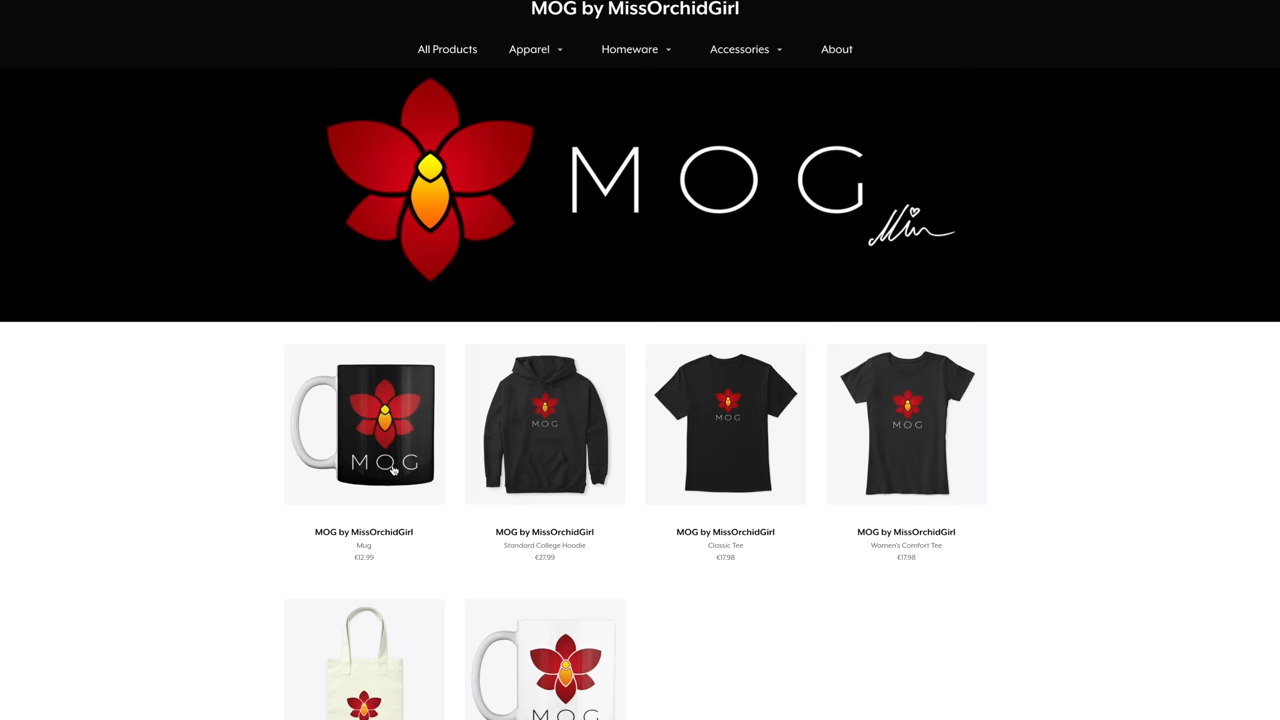 MOG by MissOrchidGirl
All Products Apparel Homeware Accessories About
MOG
MOG
MOG
MOG
MOG
MOG by MissOrchidGirl
Mug
€12.99
MOG by MissOrchidGirl
Standard College Hoodie
€27.99
MOG by MissOrchidGirl
Classic Tee
€17.98
MOG by MissOrchidGirl
Women's Comfort Tee
€17.98
MOG